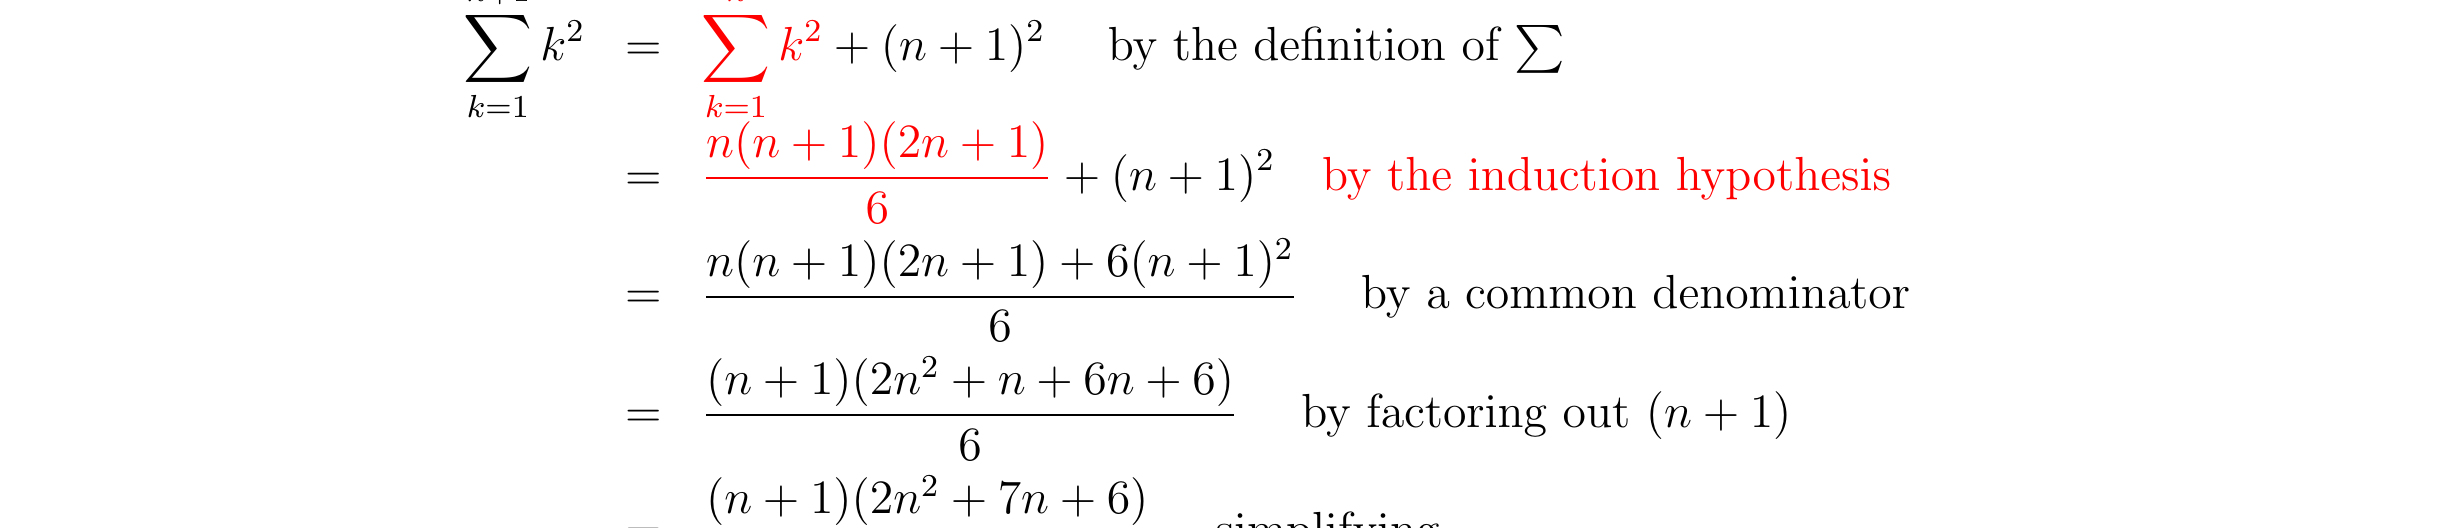 ∑_{k=1} k² = ∑_{k=1} k² + (n + 1)² by the definition of ∑
= n(n + 1)(2n + 1)/6 + (n + 1)² by the induction hypothesis
= n(n + 1)(2n + 1) + 6(n + 1)²/6 by a common denominator
= (n + 1)(2n² + n + 6n + 6)/6 by factoring out (n + 1)
= (n + 1)(2n² + 7n + 6) simplifying